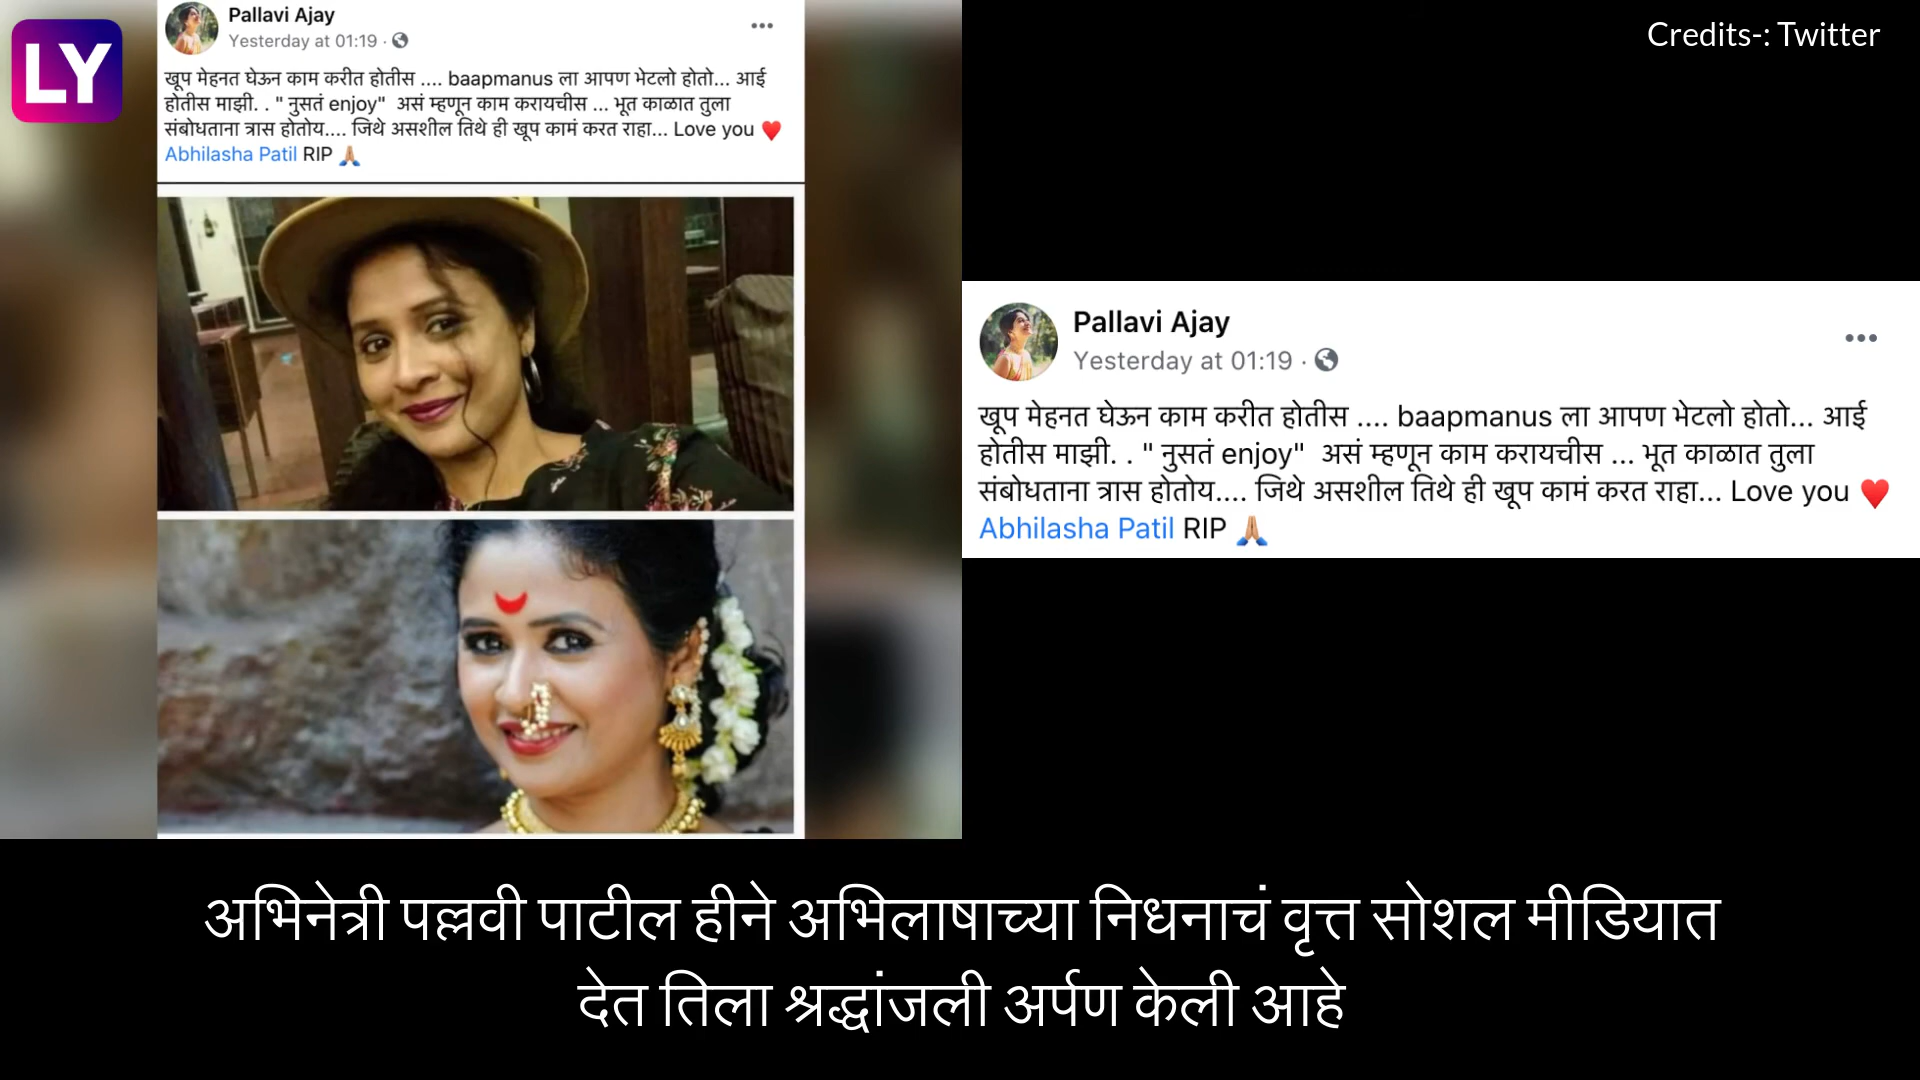 LY
Pallavi Ajay
Yesterday at 01:19 ·
खूप मेहनत घेऊन काम करीत होतीस .... baapmanus ला आपण भेटलो होतो... आई
होतीस माझी. . " नुसतं enjoy"  असं म्हणून काम करायचीस ... भूत काळात तुला
संबोधताना त्रास होतोय.... जिथे असशील तिथे ही खूप कामं करत राहा... Love you ❤️
Abhilasha Patil RIP 🙏🏼
Credits-: Twitter
Pallavi Ajay
Yesterday at 01:19 ·
खूप मेहनत घेऊन काम करीत होतीस .... baapmanus ला आपण भेटलो होतो... आई
होतीस माझी. . " नुसतं enjoy"  असं म्हणून काम करायचीस ... भूत काळात तुला
संबोधताना त्रास होतोय.... जिथे असशील तिथे ही खूप कामं करत राहा... Love you ❤️
Abhilasha Patil RIP 🙏🏼
अभिनेत्री पल्लवी पाटील हीने अभिलाषाच्या निधनाचं वृत्त सोशल मीडियात
देत तिला श्रद्धांजली अर्पण केली आहे